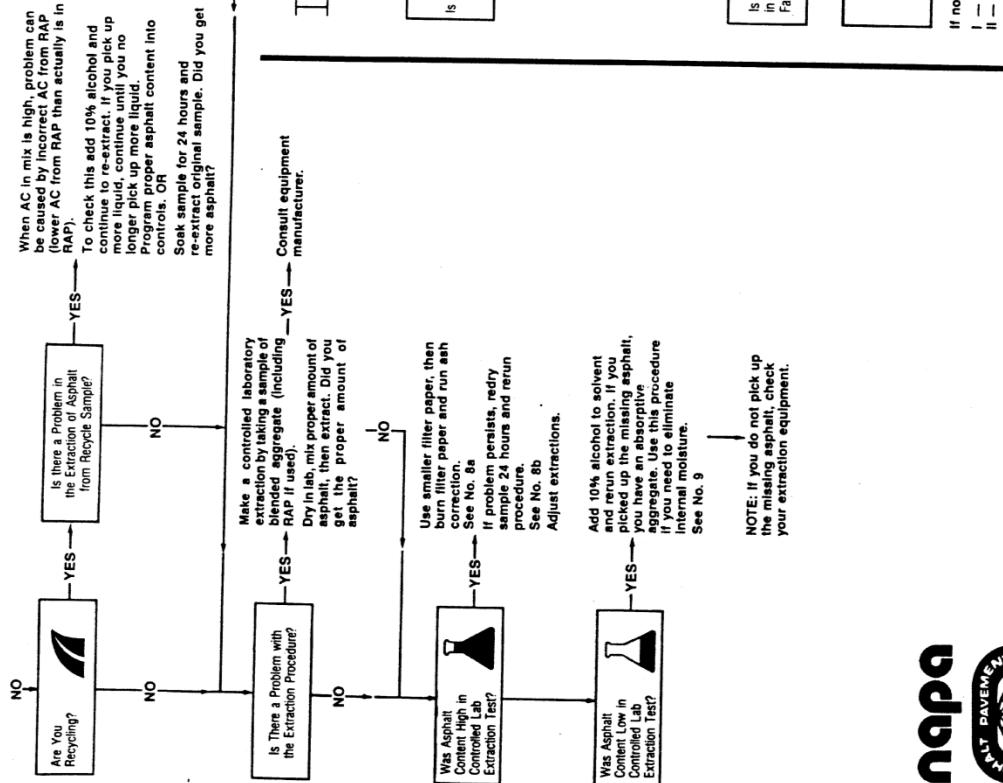 NO
Are You
Recycling?
YES
Is there a Problem in
the Extraction of Asphalt
from Recycle Sample?
YES
When AC in mix is high, problem can
be caused by incorrect AC from RAP
(lower AC from RAP than actually is in
RAP).
To check this add 10% alcohol and
continue to re-extract. If you pick up
more liquid, continue until you no
longer pick up more liquid.
Program proper asphalt content into
controls. OR
Soak sample for 24 hours and
re-extract original sample. Did you get
more asphalt?
NO
NO
Is There a Problem with
the Extraction Procedure?
YES
Make a controlled laboratory
extraction by taking a sample of
blended aggregate (including
RAP if used).
Dry in lab, mix proper amount of
asphalt, then extract. Did you
get the proper amount of
asphalt?
YES
Consult equipment
manufacturer.
NO
NO
Was Asphalt
Content High in
Controlled Lab
Extraction Test?
YES
Use smaller filter paper, then
burn filter paper and run ash
correction.
See No. 8a
If problem persists, redry
sample 24 hours and rerun
procedure.
See No. 8b
Adjust extractions.
Was Asphalt
Content Low in
Controlled Lab
Extraction Test?
YES
Add 10% alcohol to solvent
and rerun extraction. If you
picked up the missing asphalt,
you have an absorptive
aggregate. Use this procedure
if you need to eliminate
internal moisture.
See No. 9
NOTE: If you do not pick up
the missing asphalt, check
your extraction equipment.
Is
Is
in
Fa
If no
I —
II —
napa
ALT PAVEMEN